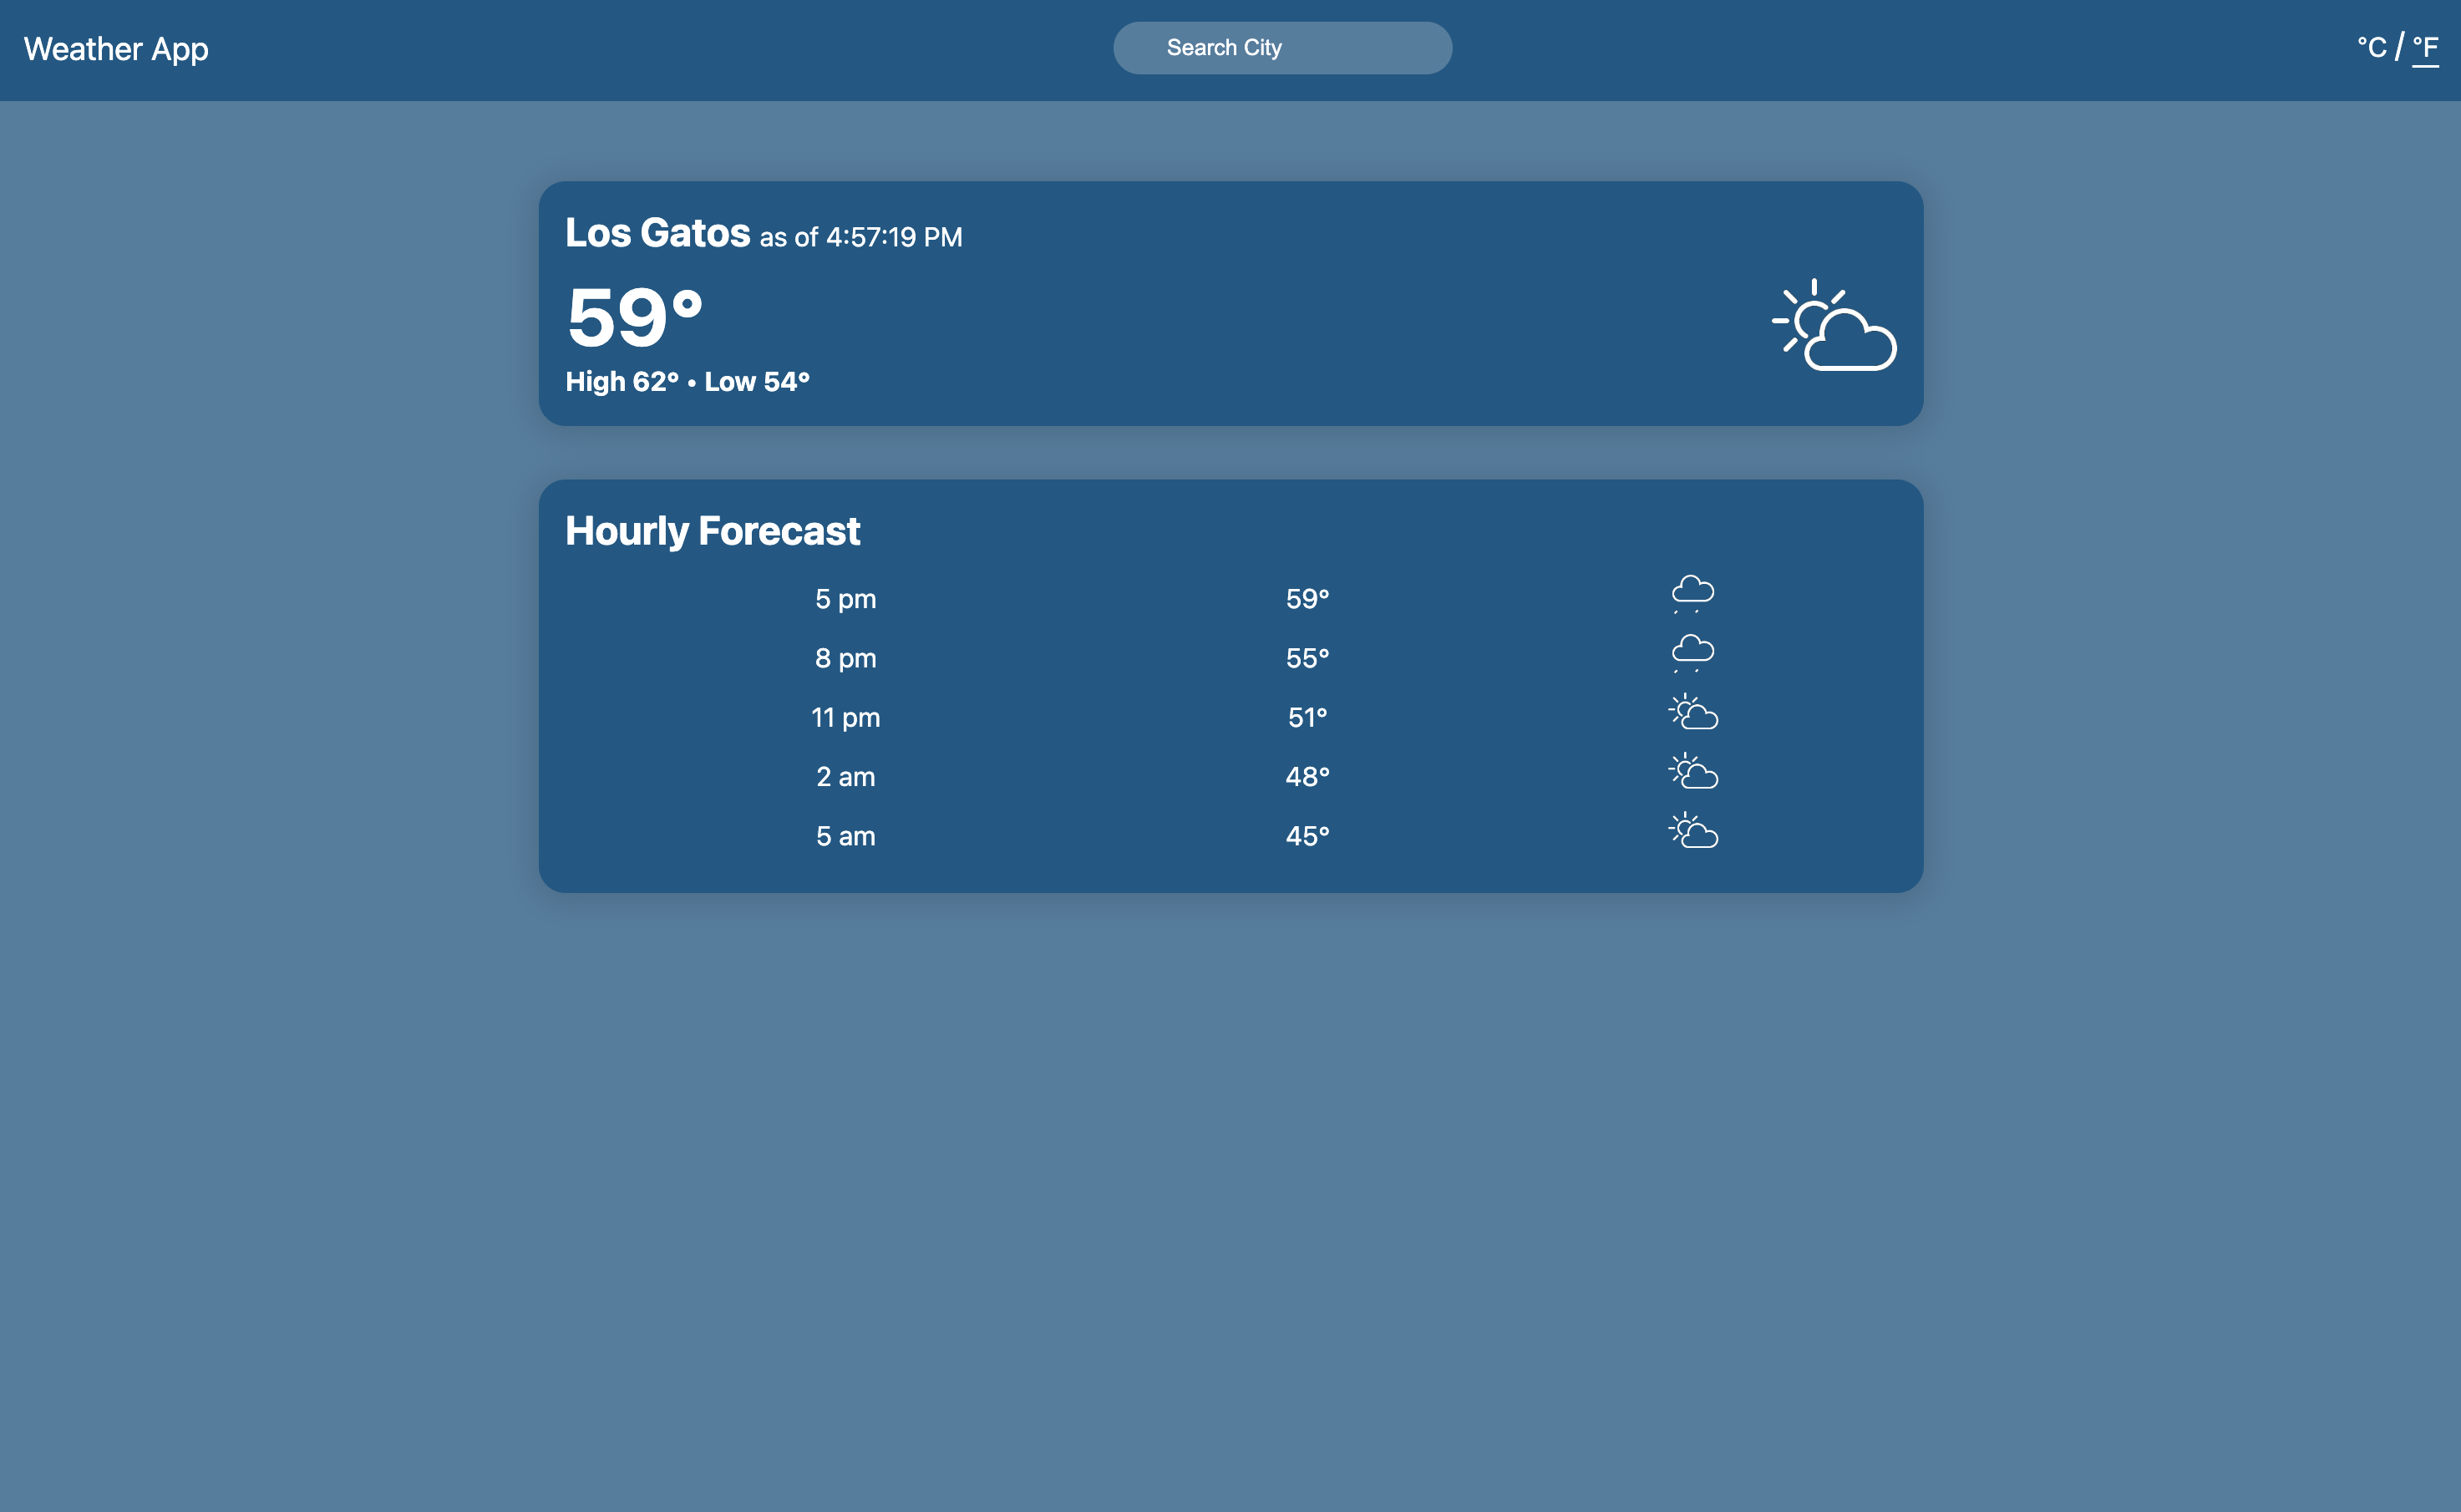 Weather App
Search City
°C / °F
Los Gatos as of 4:57:19 PM
59°
High 62° • Low 54°
Hourly Forecast
5 pm 59°
8 pm 55°
11 pm 51°
2 am 48°
5 am 45°